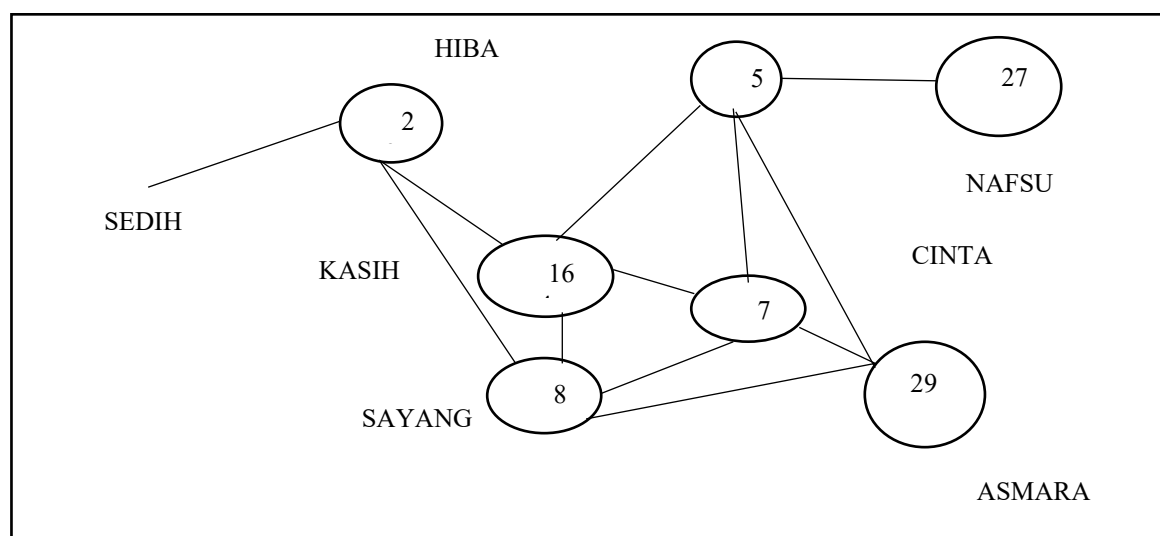 HIBA
5
27
2
NAFSU
SEDIH
CINTA
KASIH
16
7
29
8
SAYANG
ASMARA